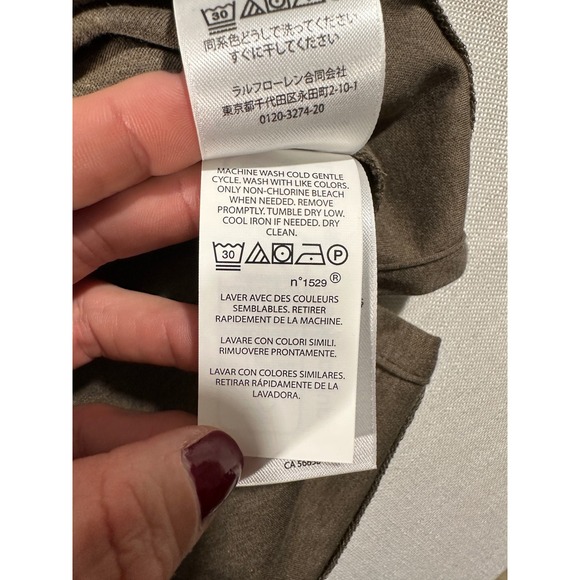 30
同系色どうしで洗ってください
すぐに干してください
ラルフローレン合同会社
東京都千代田区永田町2-10-1
0120-3274-20
MACHINE WASH COLD GENTLE
CYCLE. WASH WITH LIKE COLORS.
ONLY NON-CHLORINE BLEACH
WHEN NEEDED. REMOVE
PROMPTLY. TUMBLE DRY LOW.
COOL IRON IF NEEDED. DRY
CLEAN.
30 P
n°1529 ®
LAVER AVEC DES COULEURS
SEMBLABLES. RETIRER
RAPIDEMENT DE LA MACHINE.
LAVARE CON COLORI SIMILI.
RIMUOVERE PRONTAMENTE.
LAVAR CON COLORES SIMILARES.
RETIRAR RÁPIDAMENTE DE LA
LAVADORA.
CA